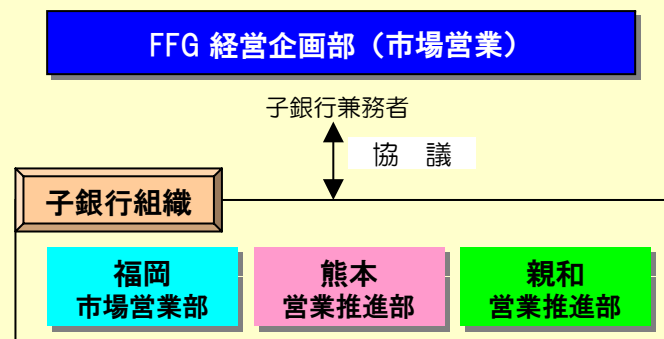 FFG 経営企画部（市場営業）
子銀行兼務者
協　議
子銀行組織
福岡
市場営業部
熊本
営業推進部
親和
営業推進部